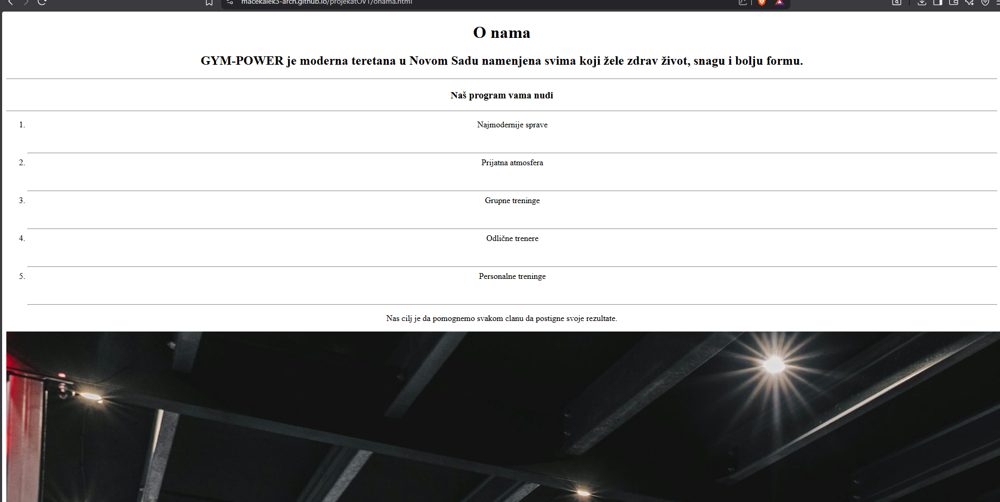 macekalek3-arch.github.io/projekatOV1/onama.html
O nama
GYM-POWER je moderna teretana u Novom Sadu namenjena svima koji žele zdrav život, snagu i bolju formu.
Naš program vama nudi
1. Najmodernije sprave
2. Prijatna atmosfera
3. Grupne treninge
4. Odlične trenere
5. Personalne treninge
Nas cilj je da pomognemo svakom clanu da postigne svoje rezultate.